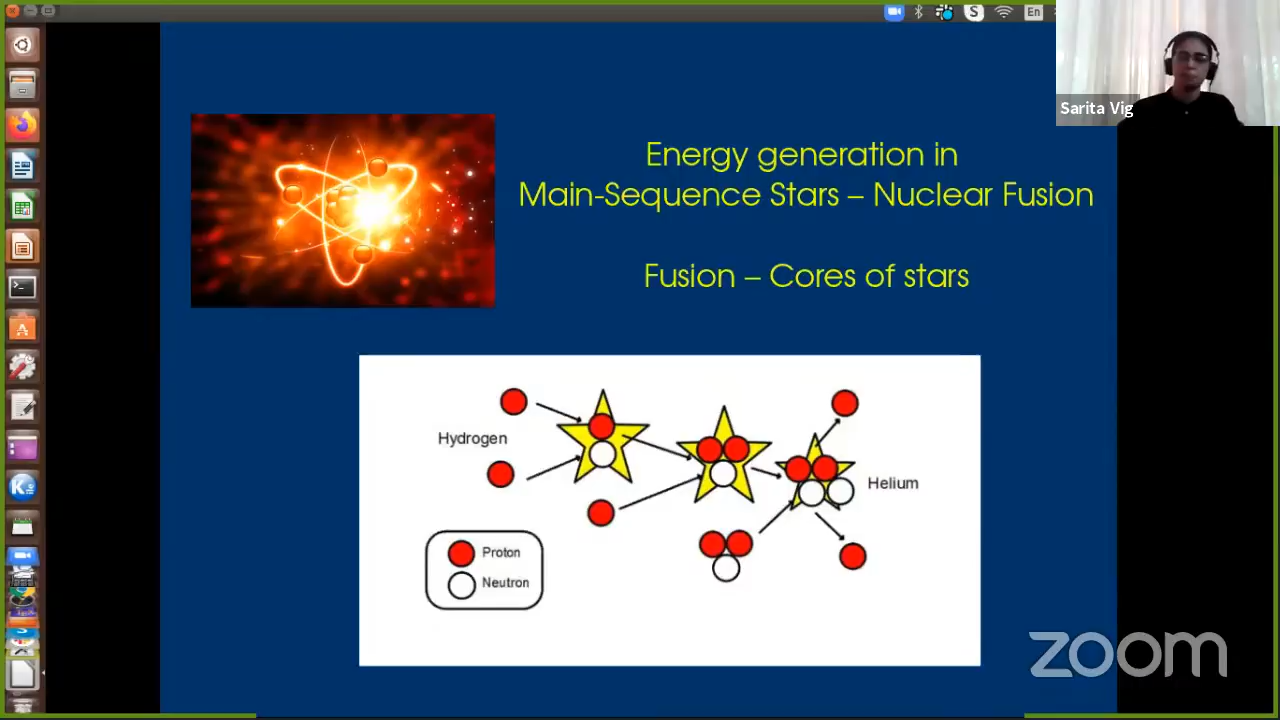 S
En
Sarita Vig
Energy generation in
Main-Sequence Stars – Nuclear Fusion
Fusion – Cores of stars
Hydrogen
Helium
Proton
Neutron
zoom